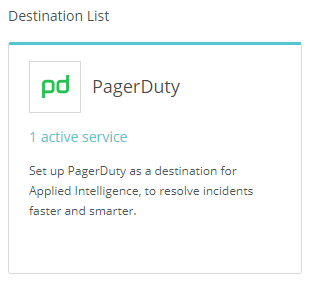 Destination List
pd
PagerDuty
1 active service
Set up PagerDuty as a destination for
Applied Intelligence, to resolve incidents
faster and smarter.